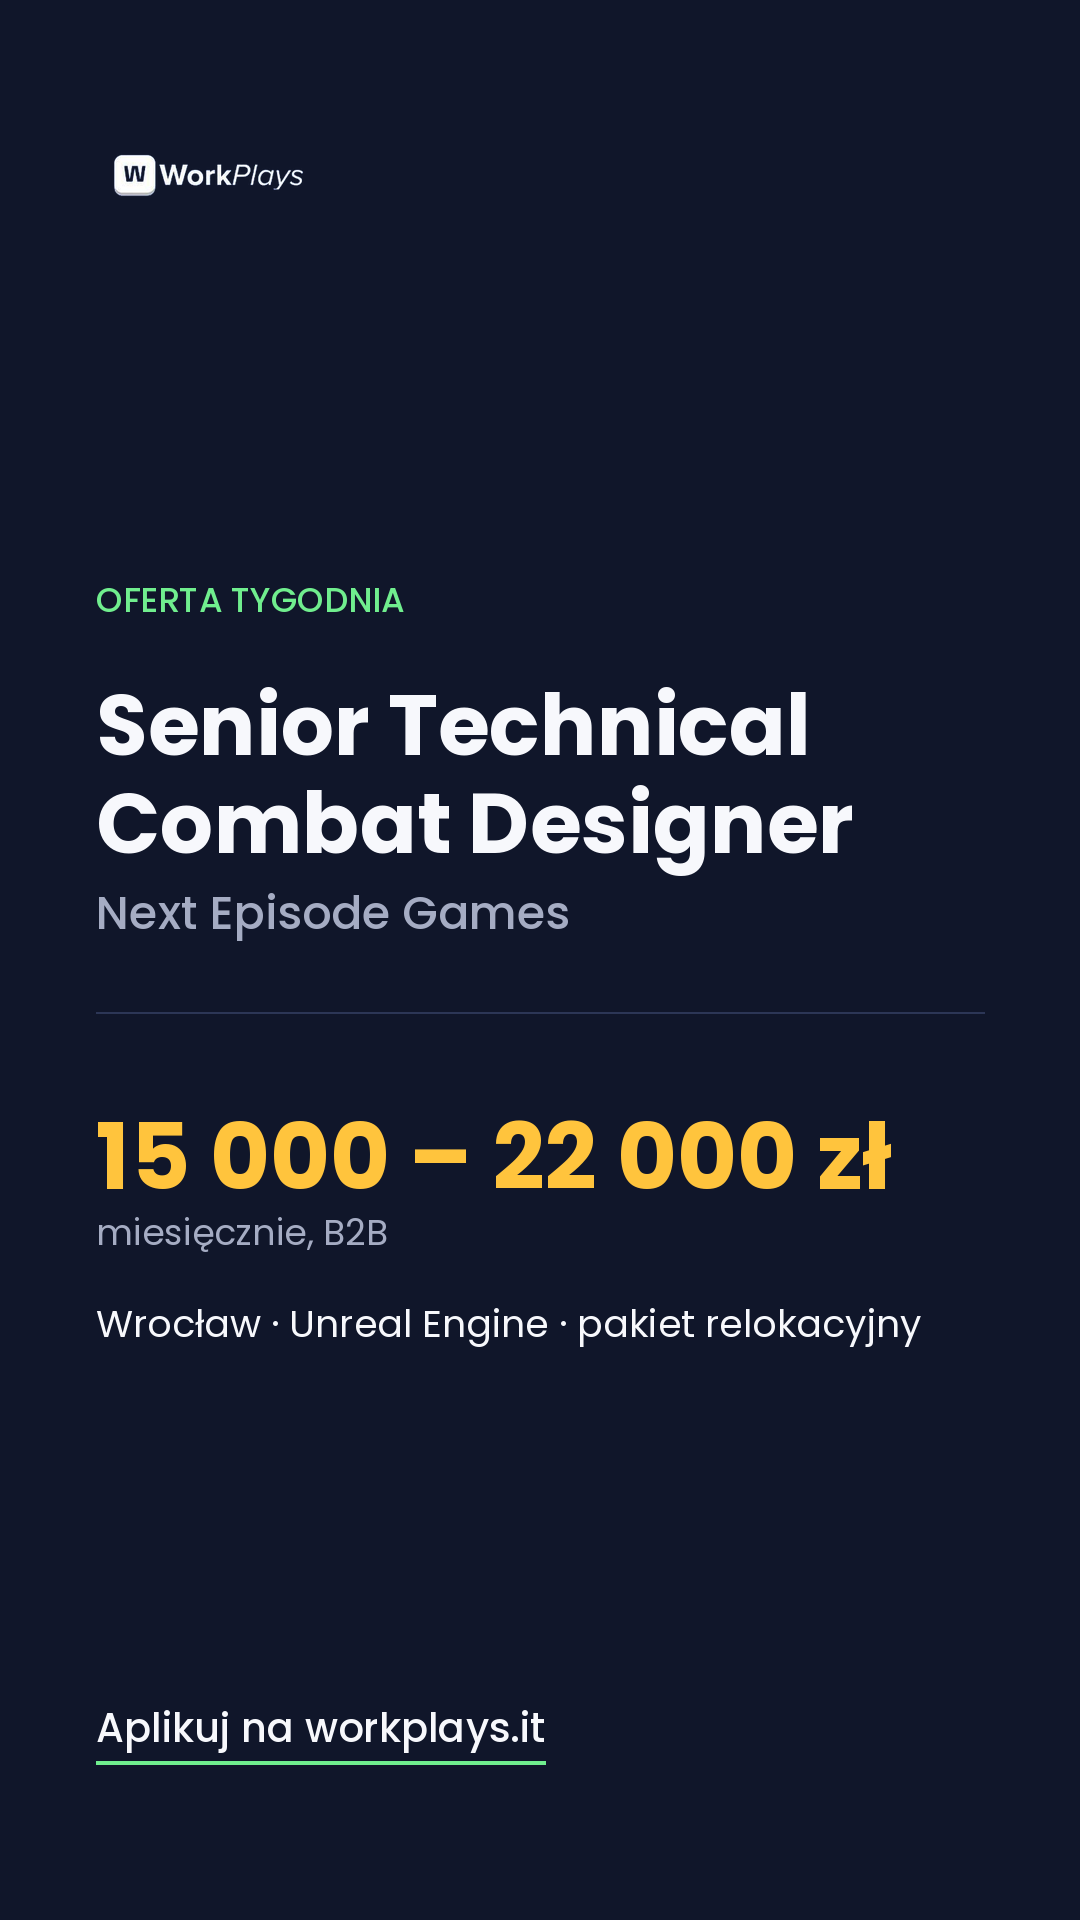 W WorkPlays
OFERTA TYGODNIA
Senior Technical
Combat Designer
Next Episode Games
15 000 – 22 000 zł
miesięcznie, B2B
Wrocław · Unreal Engine · pakiet relokacyjny
Aplikuj na workplays.it